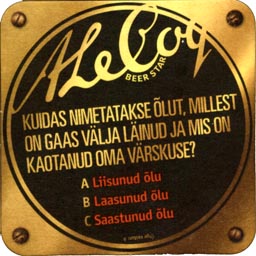 A Le Coq
BEER STAR
KUIDAS NIMETATAKSE ÕLUT, MILLEST
ON GAAS VÄLJA LÄINUD JA MIS ON
KAOTANUD OMA VÄRSKUSE?
A Liisunud õlu
B Laasunud õlu
C Saastunud õlu